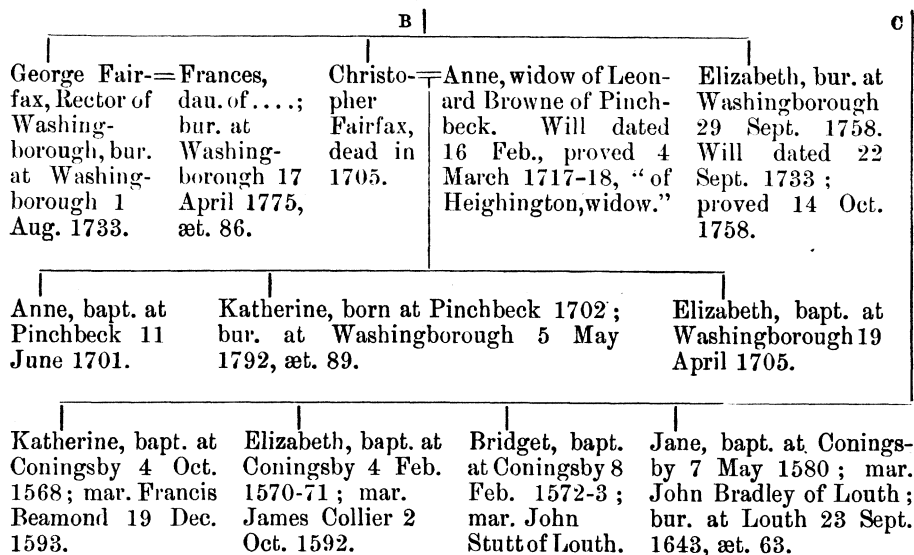 B
C
George Fair-=
fax, Rector of
Washing-
borough, bur.
at Washing-
borough 1
Aug. 1733.
Frances,
dau. of....;
bur. at
Washing-
borough 17
April 1775,
æt. 86.
Christo-=
pher
Fairfax,
dead in
1705.
Anne, widow of Leon-
ard Browne of Pinch-
beck. Will dated
16 Feb., proved 4
March 1717-18, “of
Heighington, widow.”
Elizabeth, bur. at
Washingborough
29 Sept. 1758.
Will dated 22
Sept. 1733 ;
proved 14 Oct.
1758.
Anne, bapt. at
Pinchbeck 11
June 1701.
Katherine, born at Pinchbeck 1702 ;
bur. at Washingborough 5 May
1792, æt. 89.
Elizabeth, bapt. at
Washingborough 19
April 1705.
Katherine, bapt. at
Coningsby 4 Oct.
1568 ; mar. Francis
Beamond 19 Dec.
1593.
Elizabeth, bapt. at
Coningsby 4 Feb.
1570-71 ; mar.
James Collier 2
Oct. 1592.
Bridget, bapt.
at Coningsby 8
Feb. 1572-3 ;
mar. John
Stutt of Louth.
Jane, bapt. at Conings-
by 7 May 1580 ; mar.
John Bradley of Louth ;
bur. at Louth 23 Sept.
1643, æt. 63.